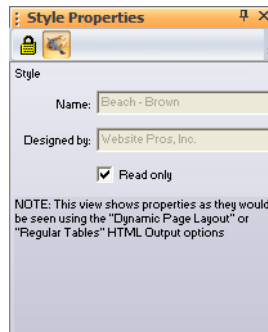 Style Properties
Style
Name: Beach - Brown
Designed by: Website Pros, Inc.
Read only
NOTE: This view shows properties as they would
be seen using the "Dynamic Page Layout" or
"Regular Tables" HTML Output options